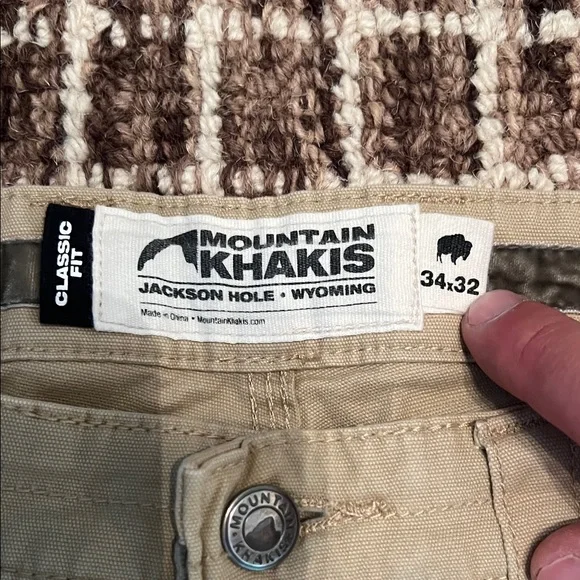 CLASSIC
FIT
MOUNTAIN
KHAKIS
JACKSON HOLE • WYOMING
Made in China • MountainKhakis.com
34x32
MOUNTAIN
KHAKIS